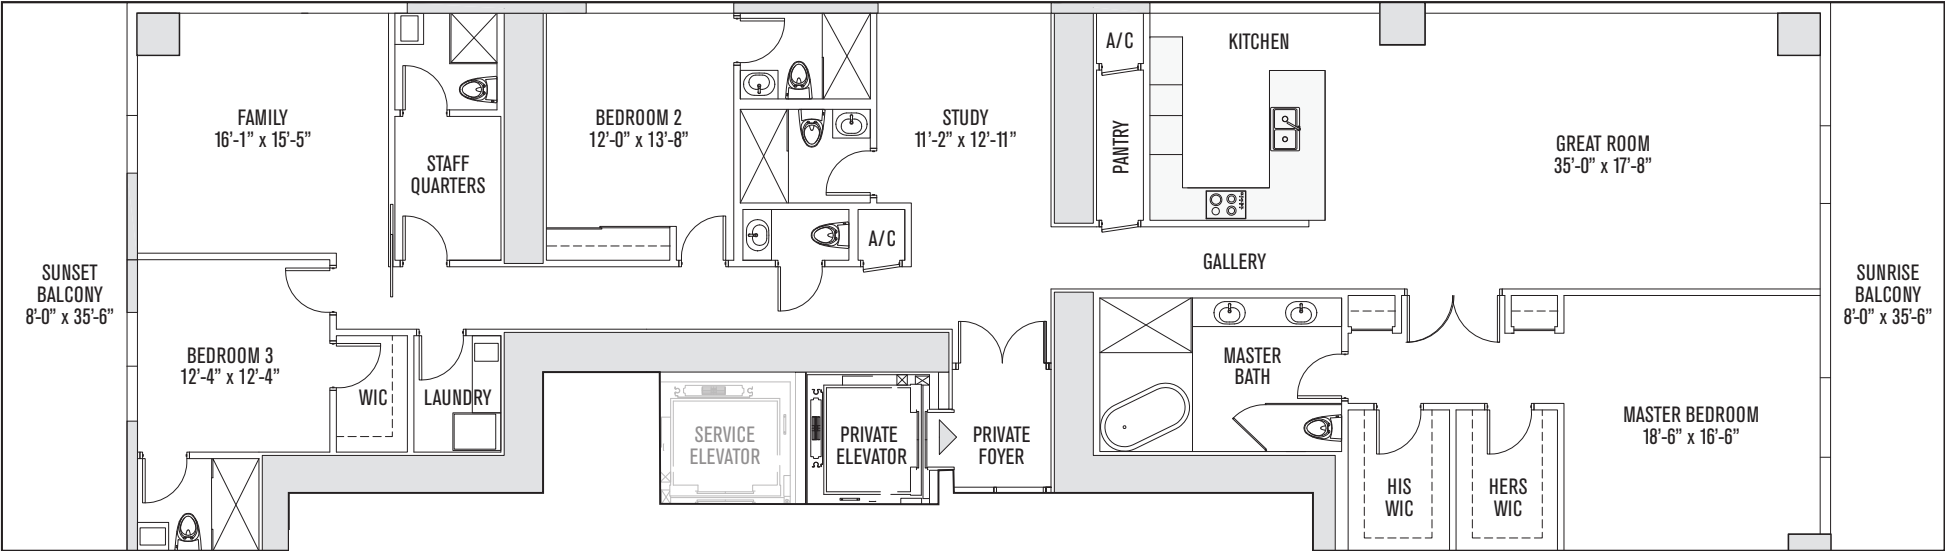 FAMILY
16'-1" x 15'-5"
STAFF
QUARTERS
BEDROOM 2
12'-0" x 13'-8"
STUDY
11'-2" x 12'-11"
A/C
A/C
PANTRY
KITCHEN
GREAT ROOM
35'-0" x 17'-8"
GALLERY
SUNSET
BALCONY
8'-0" x 35'-6"
SUNRISE
BALCONY
8'-0" x 35'-6"
BEDROOM 3
12'-4" x 12'-4"
WIC
LAUNDRY
SERVICE
ELEVATOR
PRIVATE
ELEVATOR
PRIVATE
FOYER
MASTER
BATH
MASTER BEDROOM
18'-6" x 16'-6"
HIS
WIC
HERS
WIC